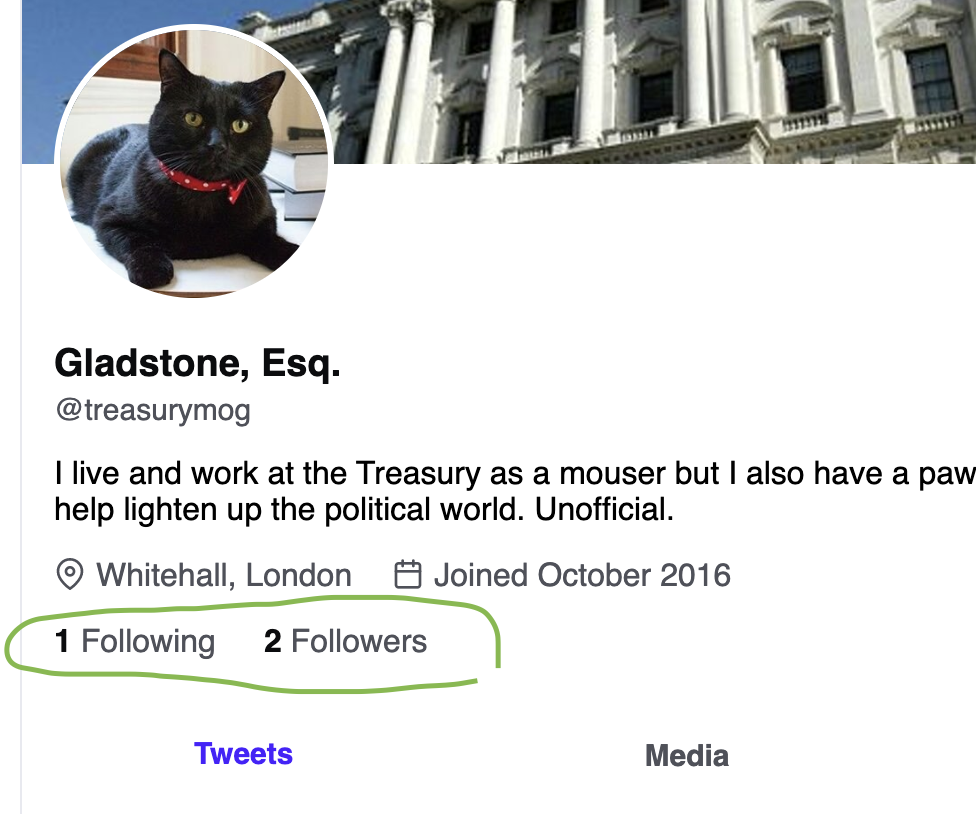 Gladstone, Esq.
@treasurymog
I live and work at the Treasury as a mouser but I also have a paw
help lighten up the political world. Unofficial.
Whitehall, London Joined October 2016
1 Following 2 Followers
Tweets Media